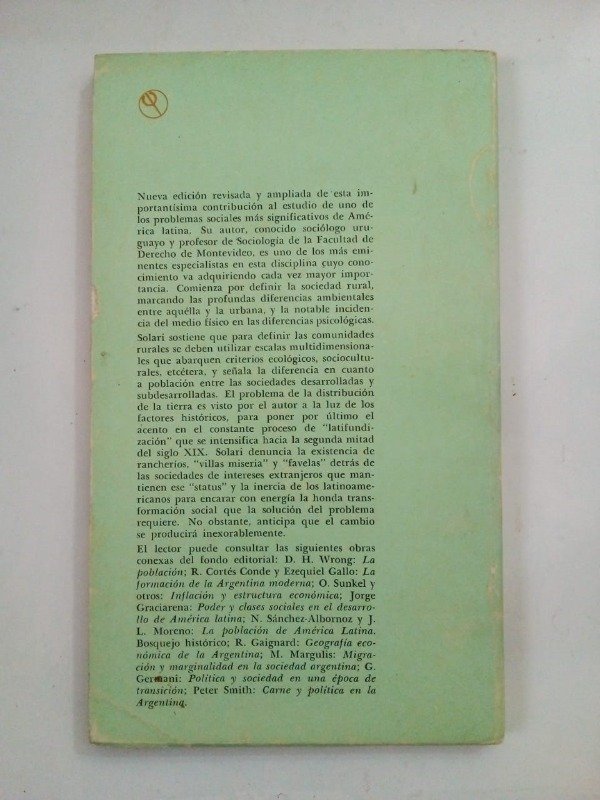 Nueva edición revisada y ampliada de esta im-
portantísima contribución al estudio de uno de
los problemas sociales más significativos de Amé-
rica latina. Su autor, conocido sociólogo uru-
guayo y profesor de Sociología de la Facultad de
Derecho de Montevideo, es uno de los más emi-
nentes especialistas en esta disciplina cuyo cono-
cimiento va adquiriendo cada vez mayor impor-
tancia. Comienza por definir la sociedad rural,
marcando las profundas diferencias ambientales
entre aquélla y la urbana, y la notable inciden-
cia del medio físico en las diferencias psicológicas.
Solari sostiene que para definir las comunidades
rurales se deben utilizar escalas multidimensiona-
les que abarquen criterios ecológicos, sociocultu-
rales, etcétera, y señala la diferencia en cuanto
a población entre las sociedades desarrolladas y
subdesarrolladas. El problema de la distribución
de la tierra es visto por el autor a la luz de los
factores históricos, para poner por último el
acento en el constante proceso de "latifundi-
zación" que se intensifica hacia la segunda mitad
del siglo XIX. Solari denuncia la existencia de
rancheríos, "villas miseria" y "favelas" detrás de
las sociedades de intereses extranjeros que man-
tienen ese "status" y la inercia de los latinoame-
ricanos para encarar con energía la honda trans-
formación social que la solución del problema
requiere. No obstante, anticipa que el cambio
se producirá inexorablemente.
El lector puede consultar las siguientes obras
conexas del fondo editorial: D. H. Wrong: La
población; R. Cortés Conde y Ezequiel Gallo: La
formación de la Argentina moderna; O. Sunkel y
otros: Inflación y estructura económica; Jorge
Graciarena: Poder y clases sociales en el desarro-
llo de América latina; N. Sánchez-Albornoz y J.
L. Moreno: La población de América Latina.
Bosquejo histórico; R. Gaignard: Geografía eco-
nómica de la Argentina; M. Margulis: Migra-
ción y marginalidad en la sociedad argentina; G.
Germani: Política y sociedad en una época de
transición; Peter Smith: Carne y política en la
Argentina.